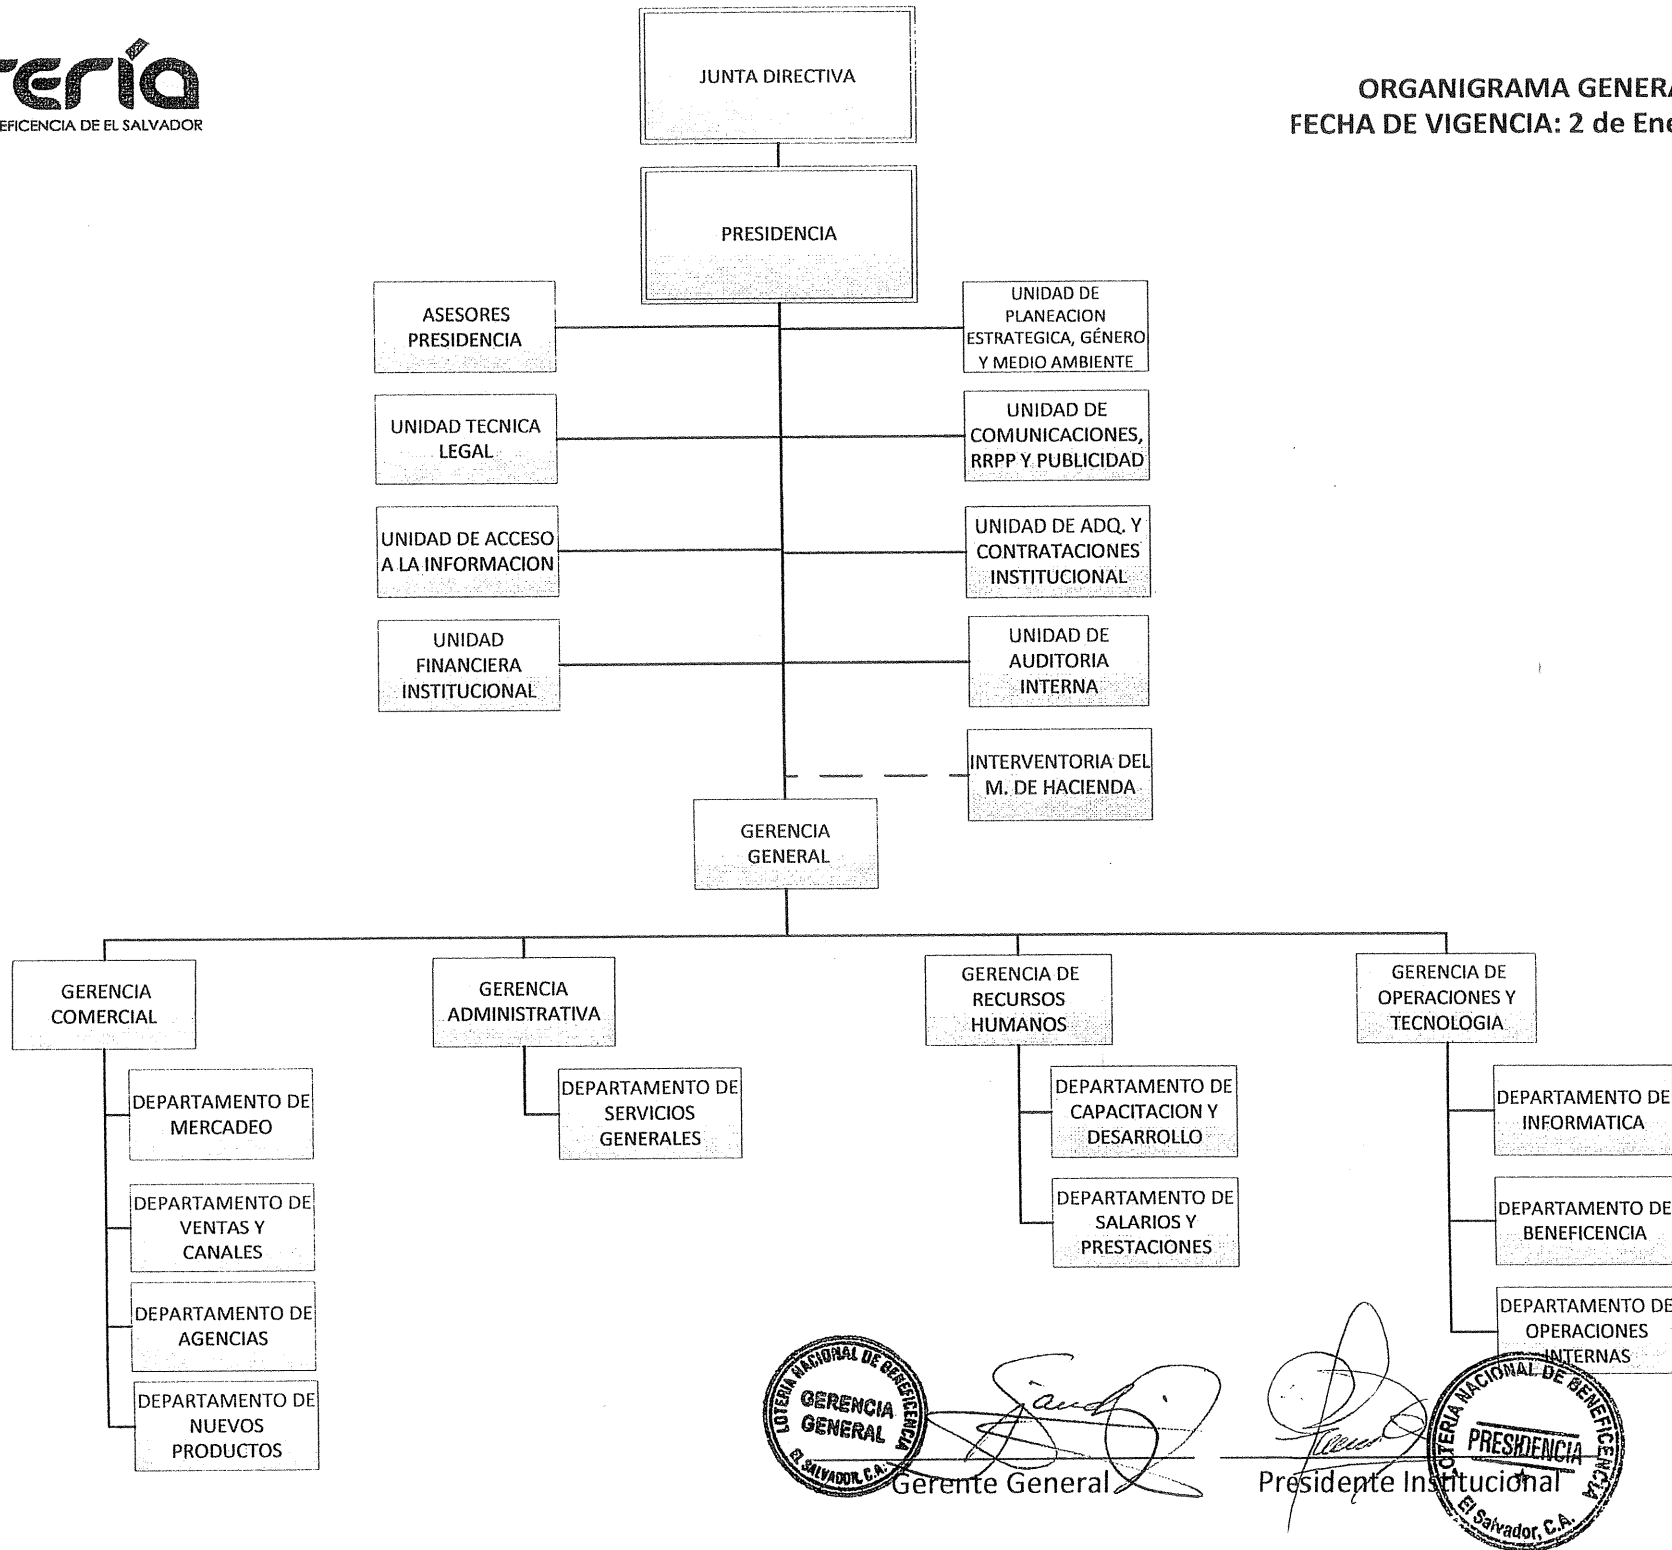 tería
EFICENCIA DE EL SALVADOR
ORGANIGRAMA GENERA
FECHA DE VIGENCIA: 2 de Ene
JUNTA DIRECTIVA
PRESIDENCIA
ASESORES
PRESIDENCIA
UNIDAD DE
PLANEACION
ESTRATEGICA, GÉNERO
Y MEDIO AMBIENTE
UNIDAD TECNICA
LEGAL
UNIDAD DE
COMUNICACIONES,
RRPP Y PUBLICIDAD
UNIDAD DE ACCESO
A LA INFORMACION
UNIDAD DE ADQ. Y
CONTRATACIONES
INSTITUCIONAL
UNIDAD
FINANCIERA
INSTITUCIONAL
UNIDAD DE
AUDITORIA
INTERNA
INTERVENTORIA DEL
M. DE HACIENDA
GERENCIA
GENERAL
GERENCIA
COMERCIAL
GERENCIA
ADMINISTRATIVA
GERENCIA DE
RECURSOS
HUMANOS
GERENCIA DE
OPERACIONES Y
TECNOLOGIA
DEPARTAMENTO DE
MERCADEO
DEPARTAMENTO DE
SERVICIOS
GENERALES
DEPARTAMENTO DE
CAPACITACION Y
DESARROLLO
DEPARTAMENTO DE
INFORMATICA
DEPARTAMENTO DE
VENTAS Y
CANALES
DEPARTAMENTO DE
SALARIOS Y
PRESTACIONES
DEPARTAMENTO DE
BENEFICENCIA
DEPARTAMENTO DE
AGENCIAS
DEPARTAMENTO DE
OPERACIONES
INTERNAS
DEPARTAMENTO DE
NUEVOS
PRODUCTOS
LOTERIA NACIONAL DE BENEFICENCIA
GERENCIA
GENERAL
EL SALVADOR, C.A.
Gerente General
LOTERIA NACIONAL DE BENEFICENCIA
PRESIDENCIA
El Salvador, C.A.
Presidente Institucional